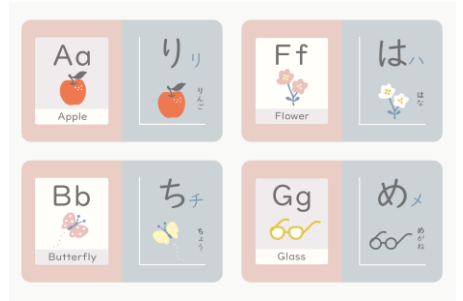 Aa
Apple
り リ
りんご
Ff
Flower
は ハ
はな
Bb
Butterfly
ち チ
ちょう
Gg
Glass
め メ
めがね